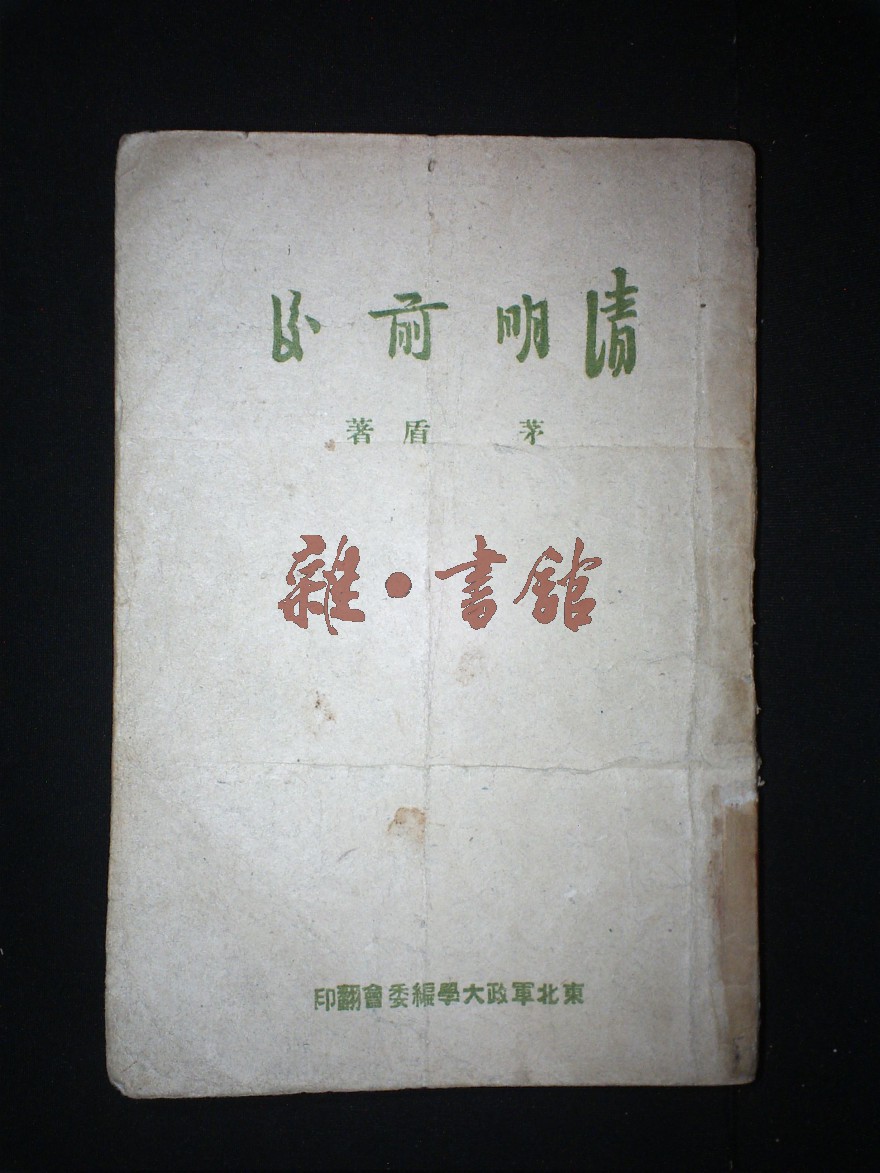 清明前後
茅盾著
雜·書館
東北軍政大學編委會翻印